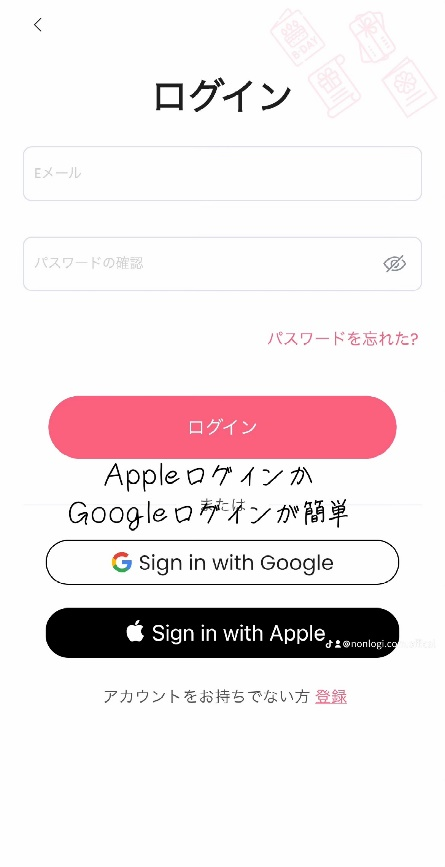 B-DAY
ログイン
Eメール
パスワードの確認
パスワードを忘れた?
ログイン
Appleログインか
または
Googleログインが簡単
Sign in with Google
Sign in with Apple
アカウントをお持ちでない方 登録